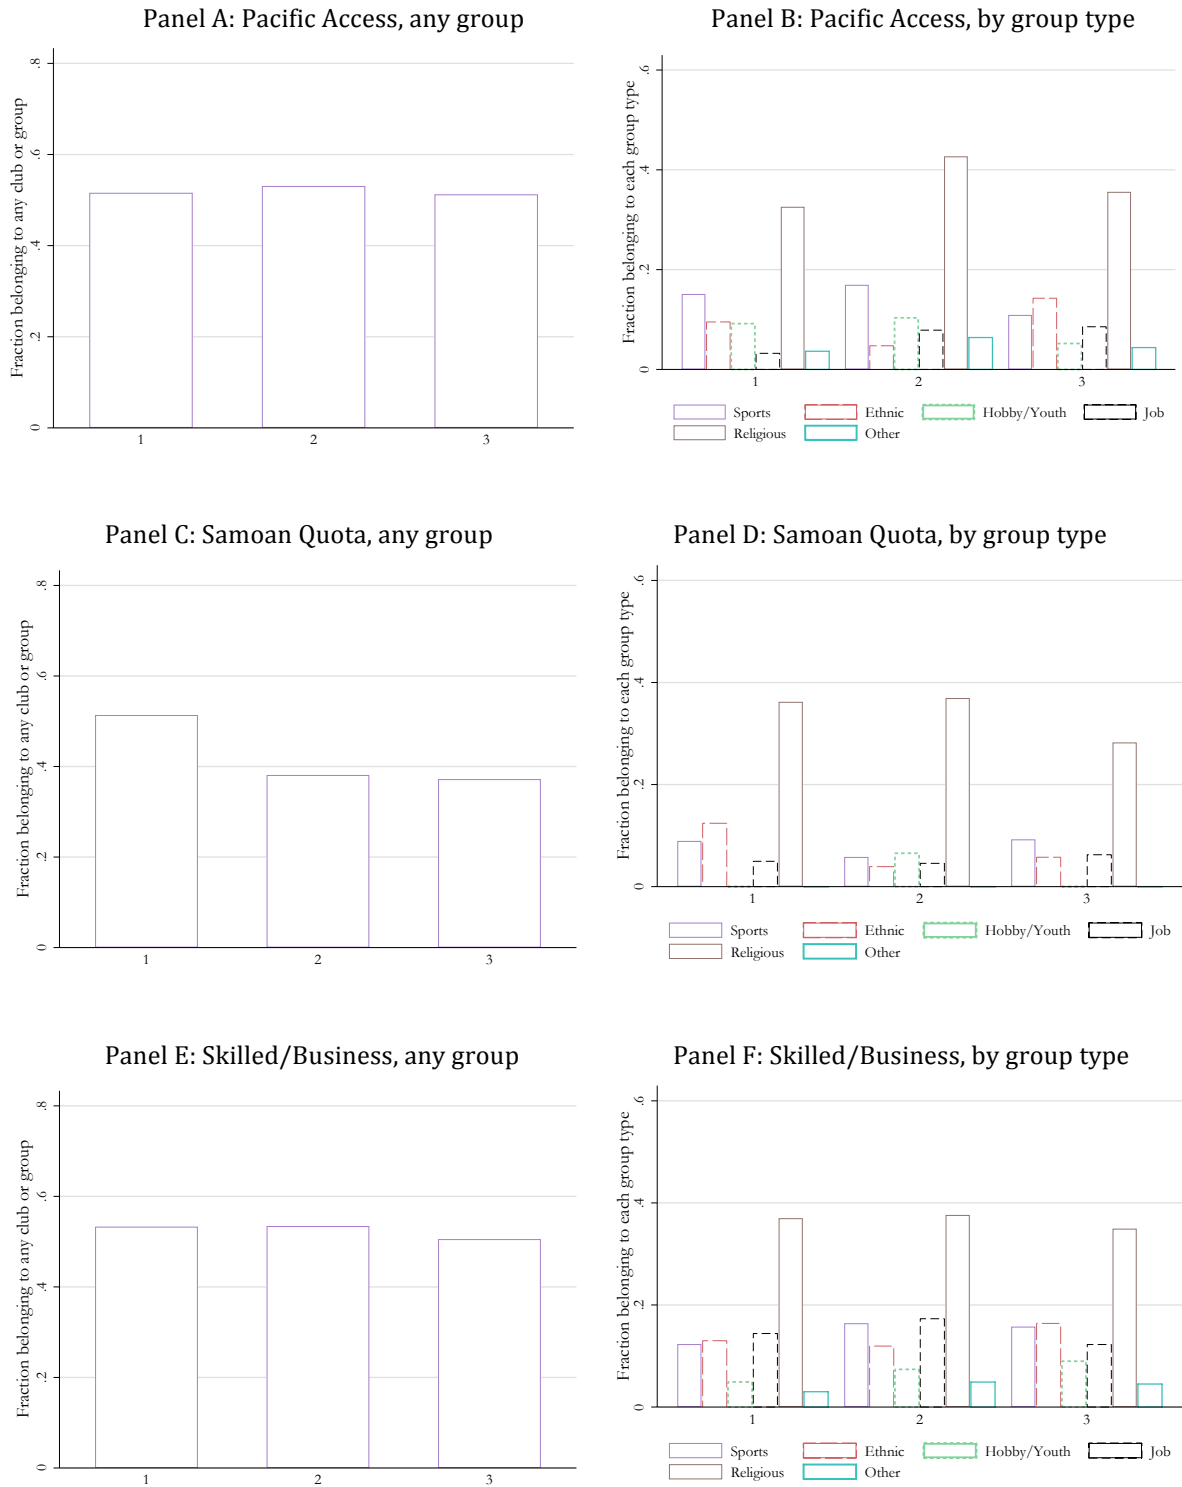 Panel A: Pacific Access, any group
Fraction belonging to any club or group
.8
.6
.4
.2
0
1 2 3
Panel B: Pacific Access, by group type
Fraction belonging to each group type
.6
.4
.2
0
1 2 3
Sports Ethnic Hobby/Youth Job
Religious Other
Panel C: Samoan Quota, any group
Fraction belonging to any club or group
.8
.6
.4
.2
0
1 2 3
Panel D: Samoan Quota, by group type
Fraction belonging to each group type
.6
.4
.2
0
1 2 3
Sports Ethnic Hobby/Youth Job
Religious Other
Panel E: Skilled/Business, any group
Fraction belonging to any club or group
.8
.6
.4
.2
0
1 2 3
Panel F: Skilled/Business, by group type
Fraction belonging to each group type
.6
.4
.2
0
1 2 3
Sports Ethnic Hobby/Youth Job
Religious Other